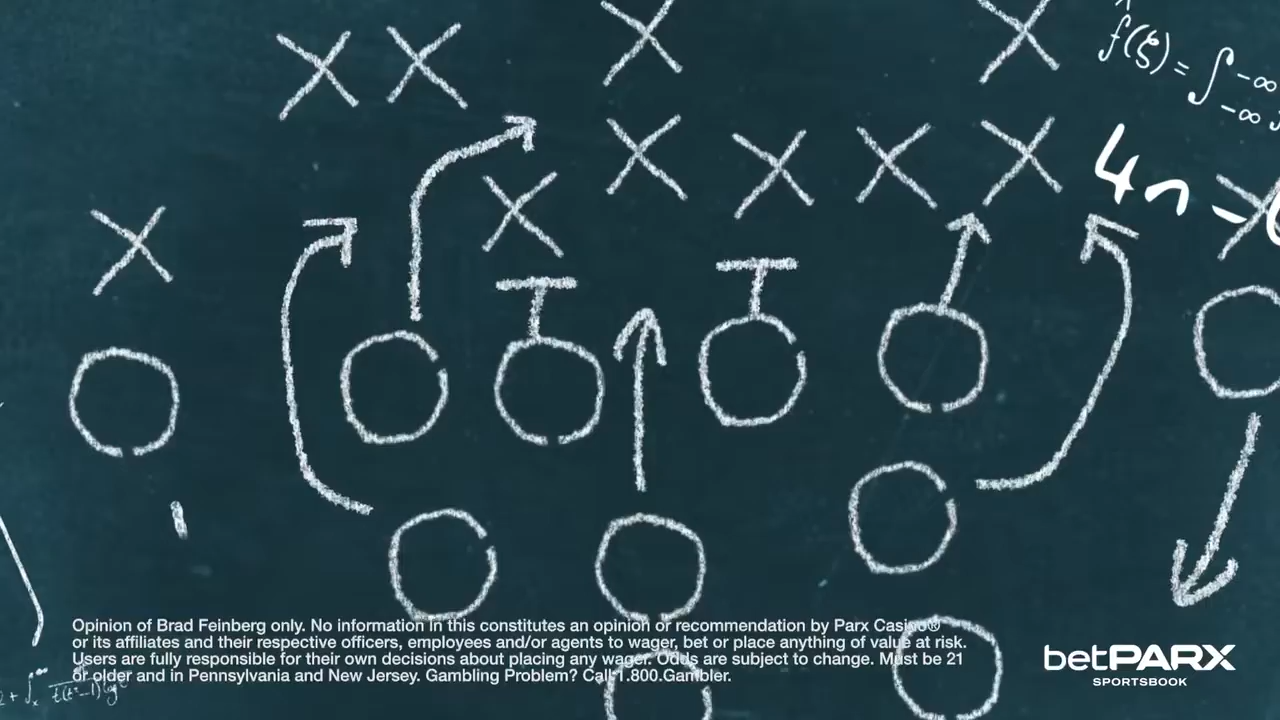 f(ξ) = ∫ -∞
-∞
4n =
Opinion of Brad Feinberg only. No information in this constitutes an opinion or recommendation by Parx Casino®
or its affiliates and their respective officers, employees and/or agents to wager, bet or place anything of value at risk.
Users are fully responsible for their own decisions about placing any wager. Odds are subject to change. Must be 21
or older and in Pennsylvania and New Jersey. Gambling Problem? Call 1.800.Gambler.
betPARX
SPORTSBOOK